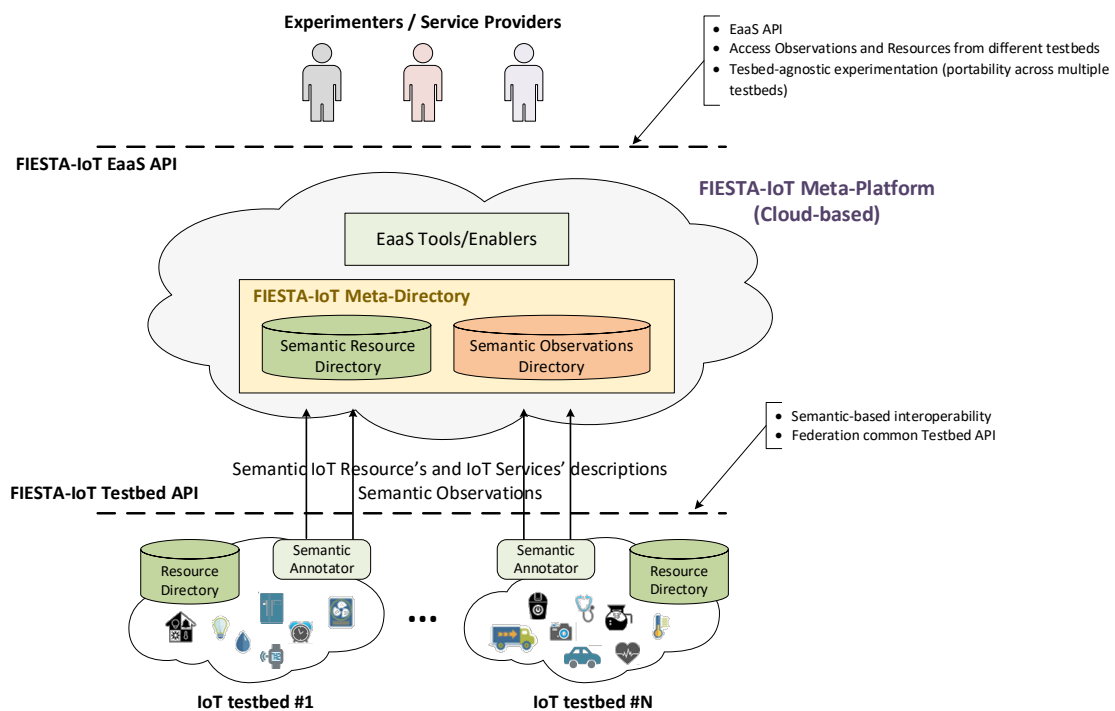 Experimenters / Service Providers
• EaaS API
• Access Observations and Resources from different testbeds
• Tesbed-agnostic experimentation (portability across multiple
testbeds)
FIESTA-IoT EaaS API
FIESTA-IoT Meta-Platform
(Cloud-based)
EaaS Tools/Enablers
FIESTA-IoT Meta-Directory
Semantic Resource
Directory
Semantic Observations
Directory
• Semantic-based interoperability
• Federation common Testbed API
Semantic IoT Resource's and IoT Services' descriptions
Semantic Observations
FIESTA-IoT Testbed API
Resource
Directory
Semantic
Annotator
Semantic
Annotator
Resource
Directory
...
IoT testbed #1
IoT testbed #N